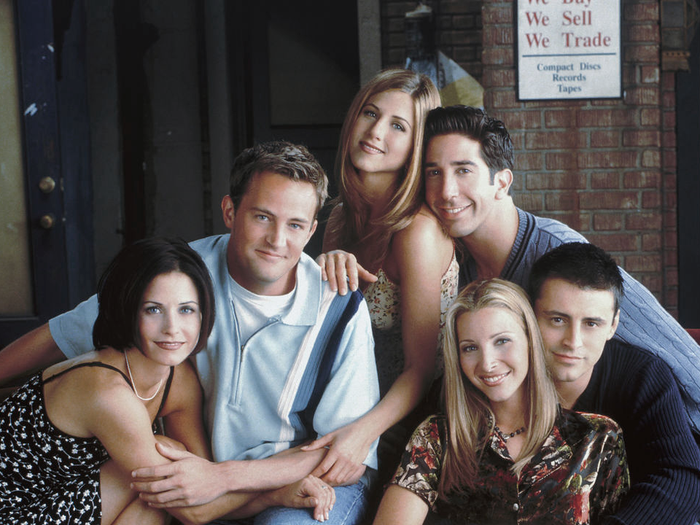 We Buy
We Sell
We Trade
Compact Discs
Records
Tapes